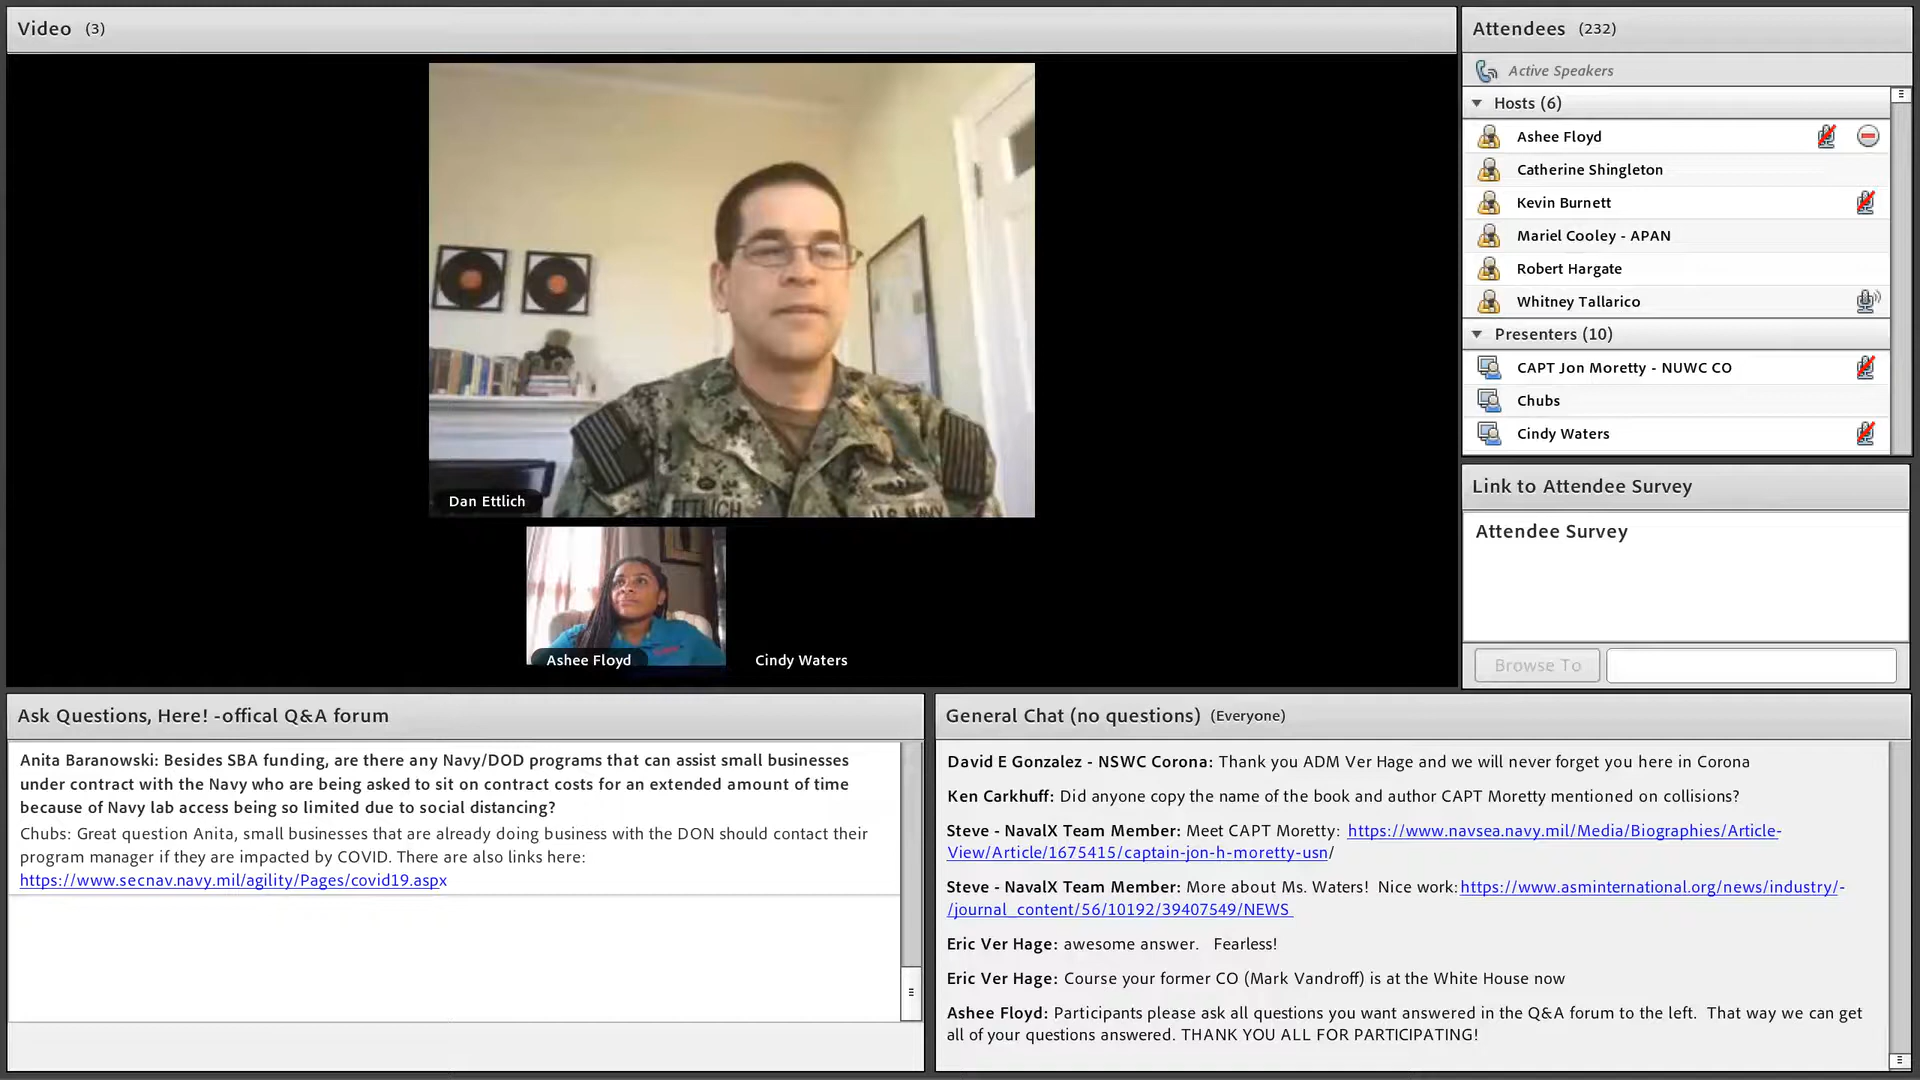 Video (3)
Dan Ettlich
ETTLICH
U.S. NAVY
Ashee Floyd
Cindy Waters
Attendees (232)
Active Speakers
Hosts (6)
Ashee Floyd
Catherine Shingleton
Kevin Burnett
Mariel Cooley - APAN
Robert Hargate
Whitney Tallarico
Presenters (10)
CAPT Jon Moretty - NUWC CO
Chubs
Cindy Waters
Link to Attendee Survey
Attendee Survey
Browse To
Ask Questions, Here! -offical Q&A forum
Anita Baranowski: Besides SBA funding, are there any Navy/DOD programs that can assist small businesses
under contract with the Navy who are being asked to sit on contract costs for an extended amount of time
because of Navy lab access being so limited due to social distancing?
Chubs: Great question Anita, small businesses that are already doing business with the DON should contact their
program manager if they are impacted by COVID. There are also links here:
https://www.secnav.navy.mil/agility/Pages/covid19.aspx
General Chat (no questions) (Everyone)
David E Gonzalez - NSWC Corona: Thank you ADM Ver Hage and we will never forget you here in Corona
Ken Carkhuff: Did anyone copy the name of the book and author CAPT Moretty mentioned on collisions?
Steve - NavalX Team Member: Meet CAPT Moretty: https://www.navsea.navy.mil/Media/Biographies/Article-
View/Article/1675415/captain-jon-h-moretty-usn/
Steve - NavalX Team Member: More about Ms. Waters! Nice work:https://www.asminternational.org/news/industry/-
/journal_content/56/10192/39407549/NEWS
Eric Ver Hage: awesome answer. Fearless!
Eric Ver Hage: Course your former CO (Mark Vandroff) is at the White House now
Ashee Floyd: Participants please ask all questions you want answered in the Q&A forum to the left. That way we can get
all of your questions answered. THANK YOU ALL FOR PARTICIPATING!